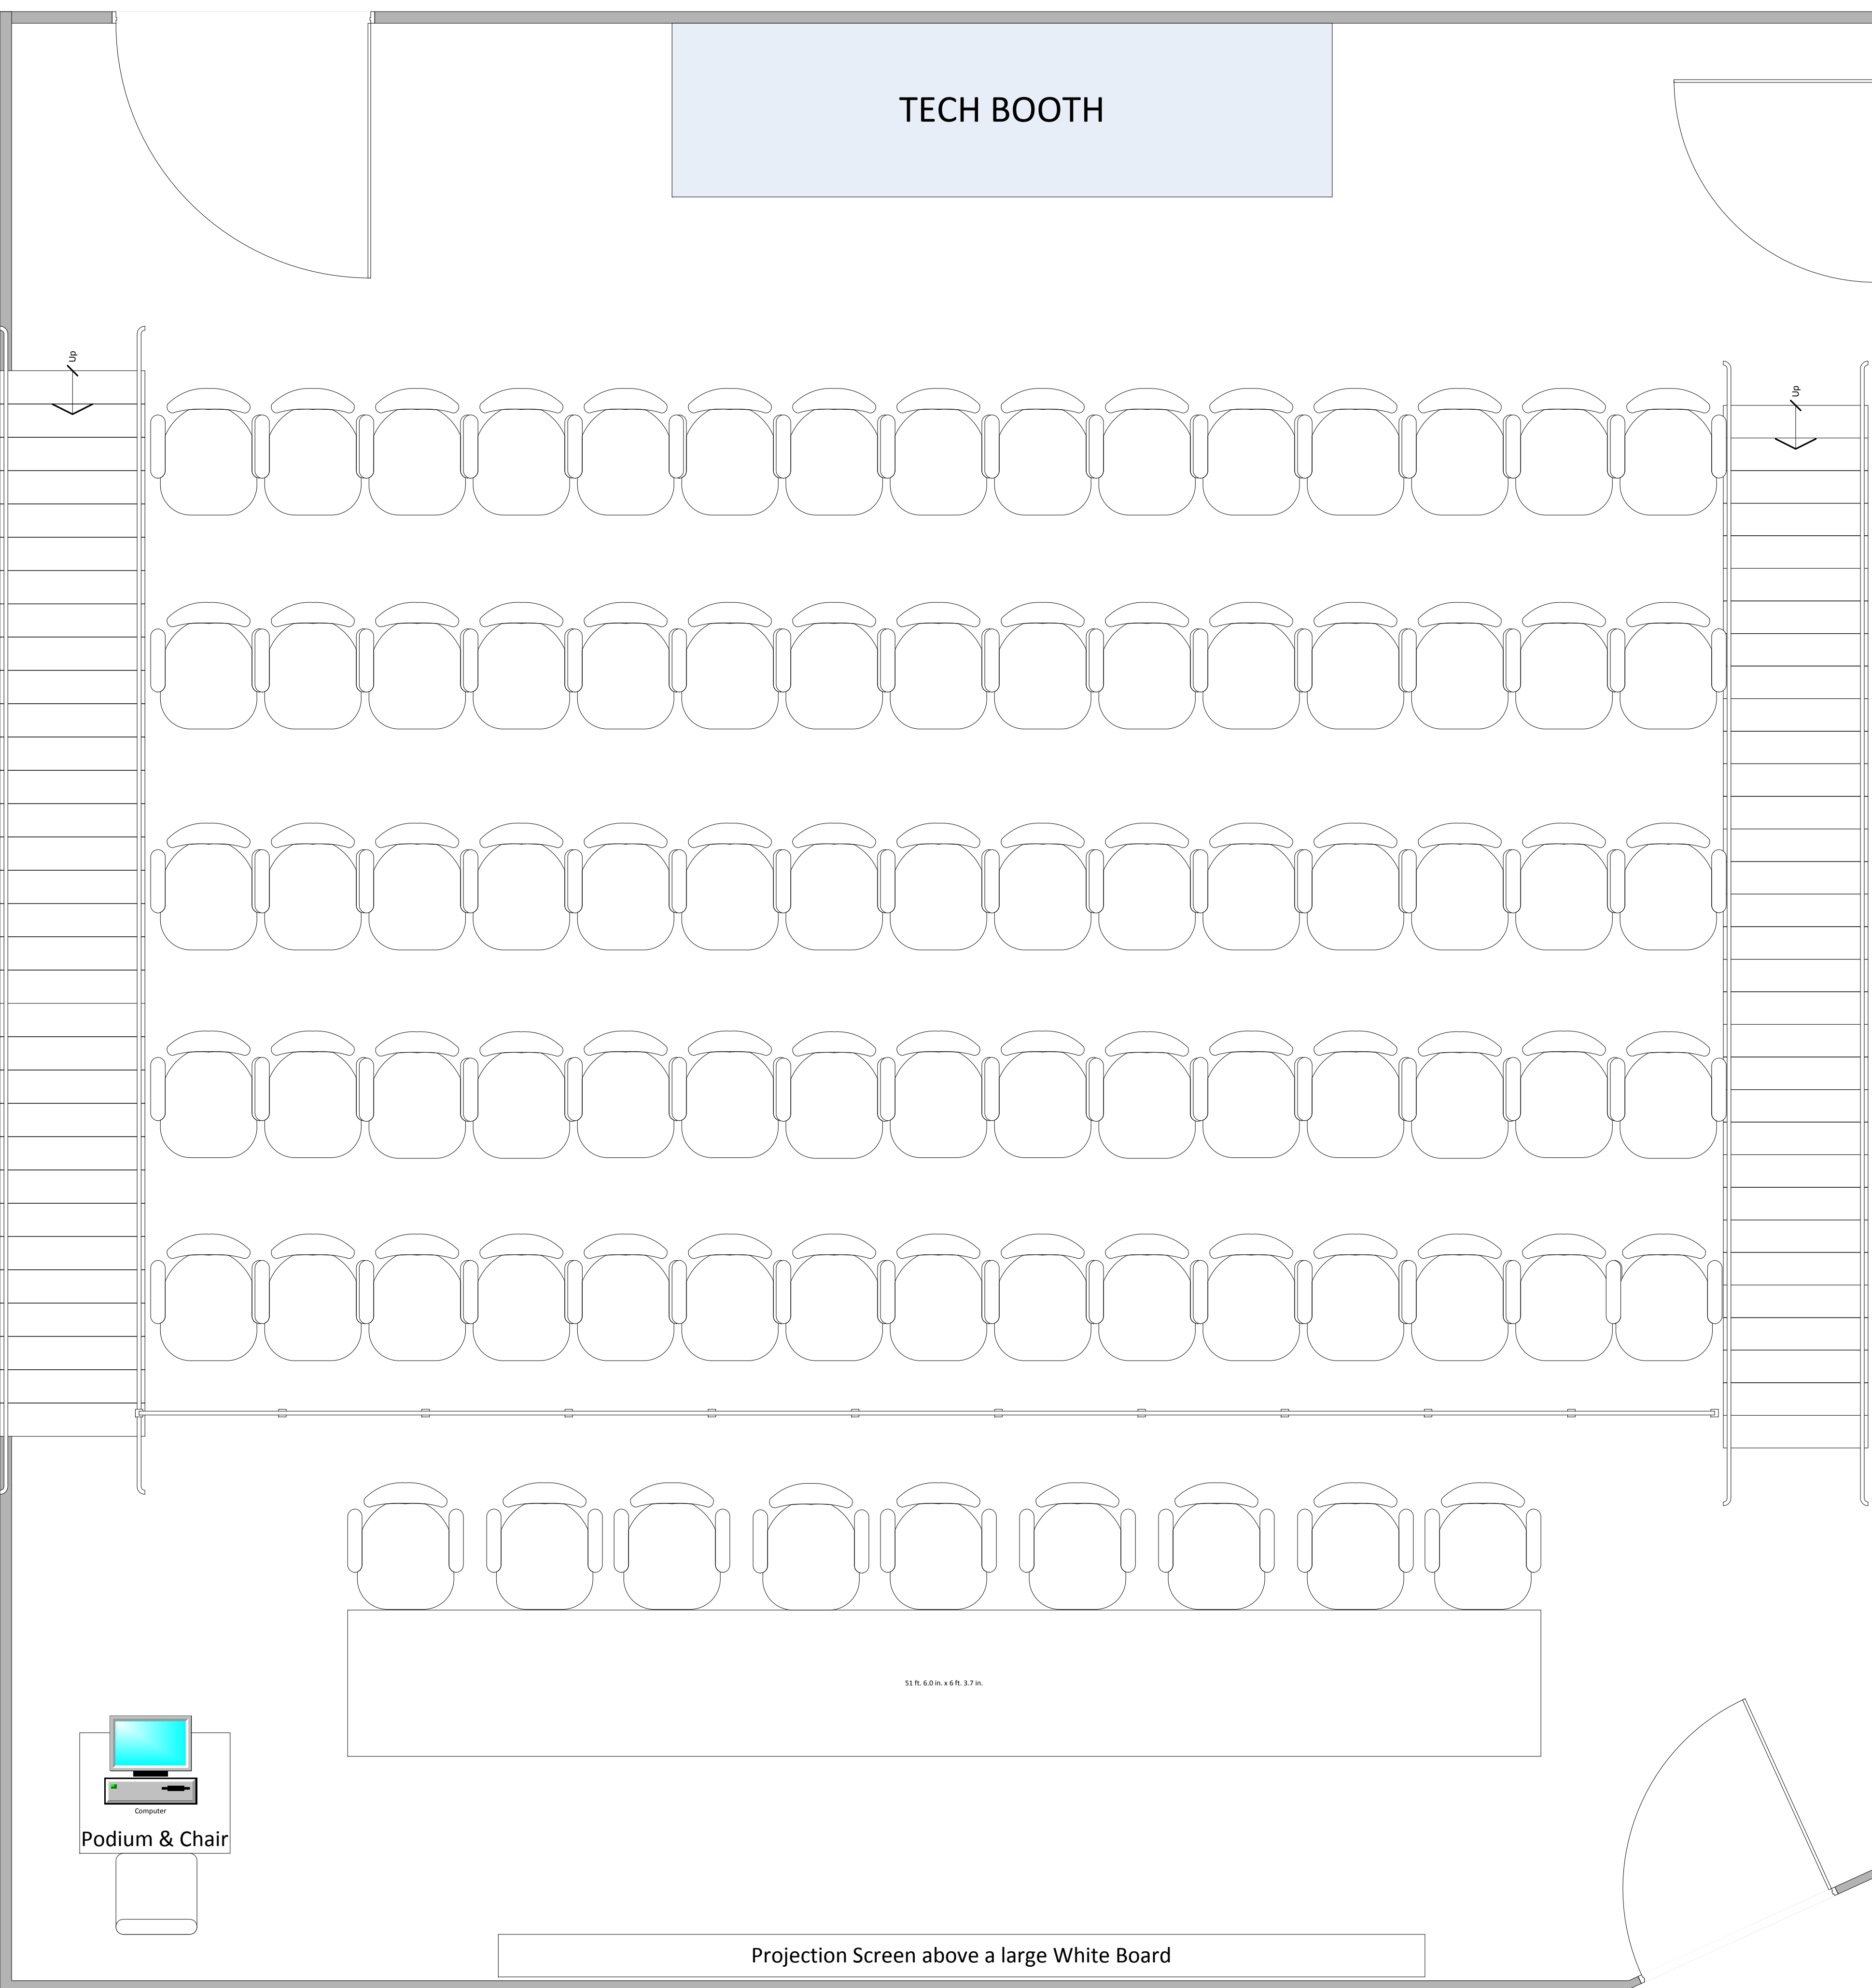 TECH BOOTH
Up
Up
51 ft. 6.0 in. x 6 ft. 3.7 in.
Computer
Podium & Chair
Projection Screen above a large White Board